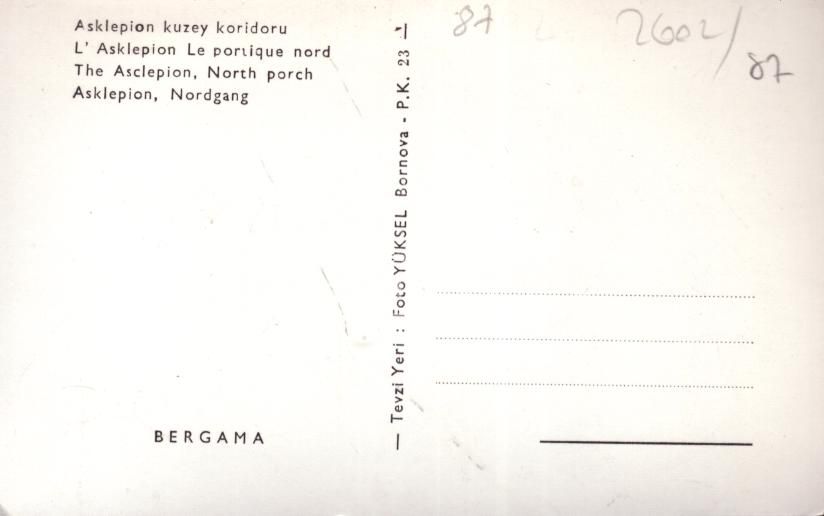 Asklepion kuzey koridoru
L' Asklepion Le portique nord
The Asclepion, North porch
Asklepion, Nordgang
BERGAMA
— Tevzi Yeri : Foto YÜKSEL Bornova - P.K. 23 —
87
2602/
87